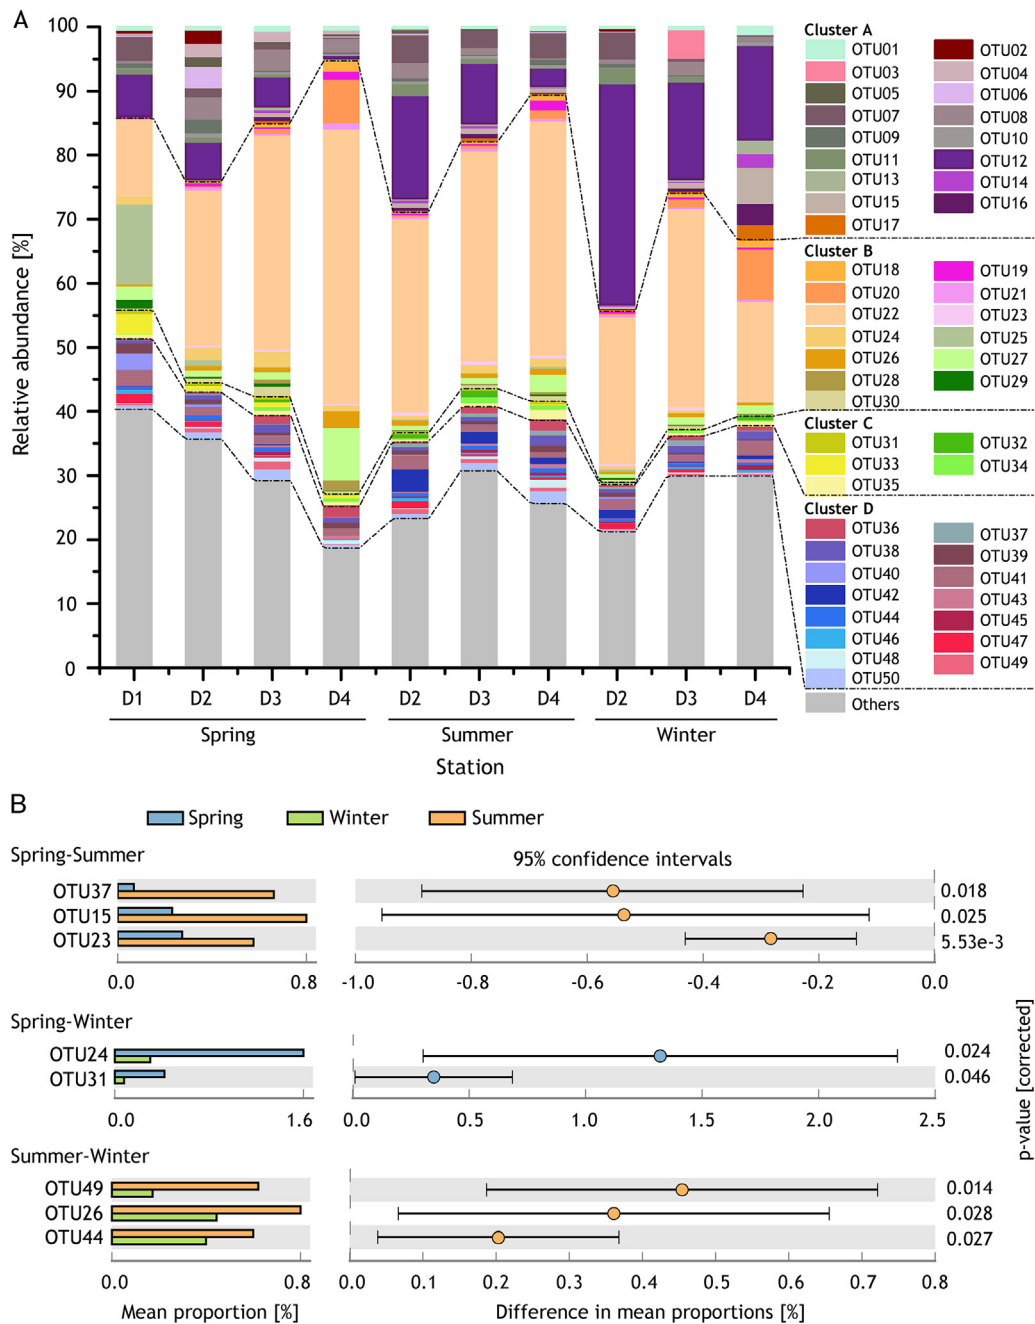 A
Relative abundance [%]
100
90
80
70
60
50
40
30
20
10
0
D1 D2 D3 D4 D2 D3 D4 D2 D3 D4
Spring Summer Winter
Station
Cluster A
OTU01 OTU02
OTU03 OTU04
OTU05 OTU06
OTU07 OTU08
OTU09 OTU10
OTU11 OTU12
OTU13 OTU14
OTU15 OTU16
OTU17
Cluster B
OTU18 OTU19
OTU20 OTU21
OTU22 OTU23
OTU24 OTU25
OTU26 OTU27
OTU28 OTU29
OTU30
Cluster C
OTU31 OTU32
OTU33 OTU34
OTU35
Cluster D
OTU36 OTU37
OTU38 OTU39
OTU40 OTU41
OTU42 OTU43
OTU44 OTU45
OTU46 OTU47
OTU48 OTU49
OTU50
Others
B
Spring Winter Summer
Spring-Summer
95% confidence intervals
OTU37 0.018
OTU15 0.025
OTU23 5.53e-3
0.0 0.8 -1.0 -0.8 -0.6 -0.4 -0.2 0.0
Spring-Winter
OTU24 0.024
OTU31 0.046
0.0 1.6 0.0 0.5 1.0 1.5 2.0 2.5
Summer-Winter
OTU49 0.014
OTU26 0.028
OTU44 0.027
0.0 0.8 0.0 0.1 0.2 0.3 0.4 0.5 0.6 0.7 0.8
Mean proportion [%] Difference in mean proportions [%]
p-value [corrected]